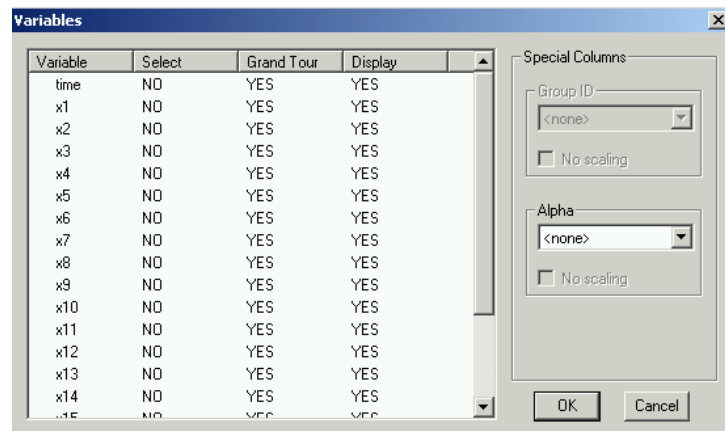 Variables
Variable Select Grand Tour Display
time NO YES YES
x1 NO YES YES
x2 NO YES YES
x3 NO YES YES
x4 NO YES YES
x5 NO YES YES
x6 NO YES YES
x7 NO YES YES
x8 NO YES YES
x9 NO YES YES
x10 NO YES YES
x11 NO YES YES
x12 NO YES YES
x13 NO YES YES
x14 NO YES YES
x15 NO YES YES
Special Columns
Group ID
<none>
No scaling
Alpha
<none>
No scaling
OK Cancel